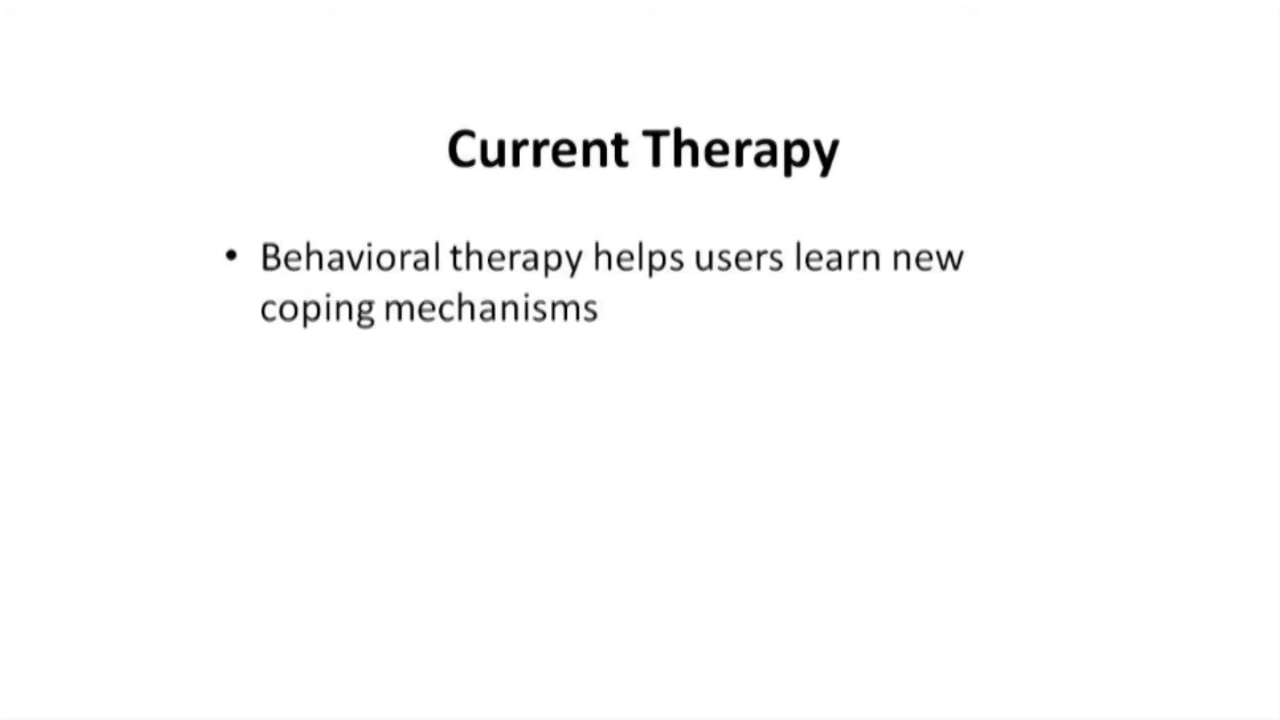 Current Therapy
• Behavioral therapy helps users learn new
coping mechanisms